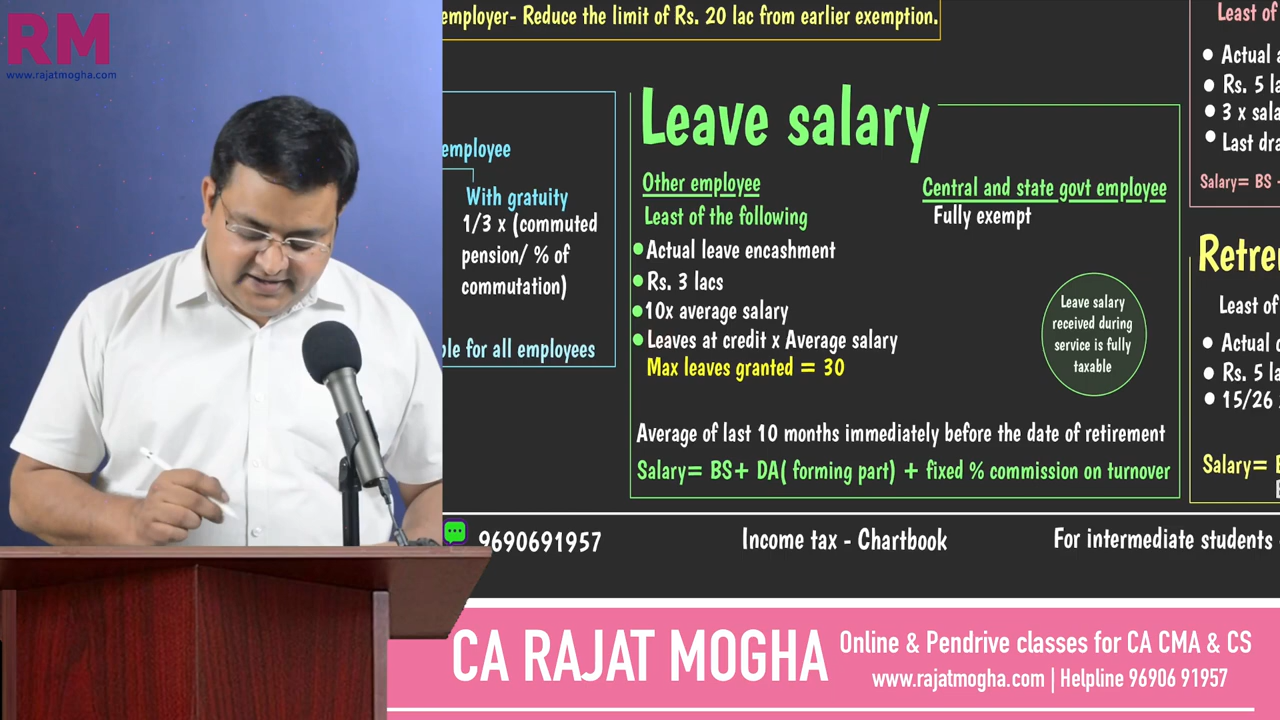 RM
www.rajatmogha.com
employer- Reduce the limit of Rs. 20 lac from earlier exemption.
employee
With gratuity
1/3 x (commuted
pension/ % of
commutation)
for all employees
Leave salary
Other employee
Least of the following
Actual leave encashment
Rs. 3 lacs
10x average salary
Leaves at credit x Average salary
Max leaves granted = 30
Central and state govt employee
Fully exempt
Leave salary
received during
service is fully
taxable
Average of last 10 months immediately before the date of retirement
Salary= BS+ DA( forming part) + fixed % commission on turnover
Least of
Actual
Rs. 5
3 x
Last
Salary= BS
Least of
Actual
Rs. 5
15/26
Salary=
9690691957
Income tax - Chartbook
For intermediate students
CA RAJAT MOGHA
Online & Pendrive classes for CA CMA & CS
www.rajatmogha.com | Helpline 96906 91957